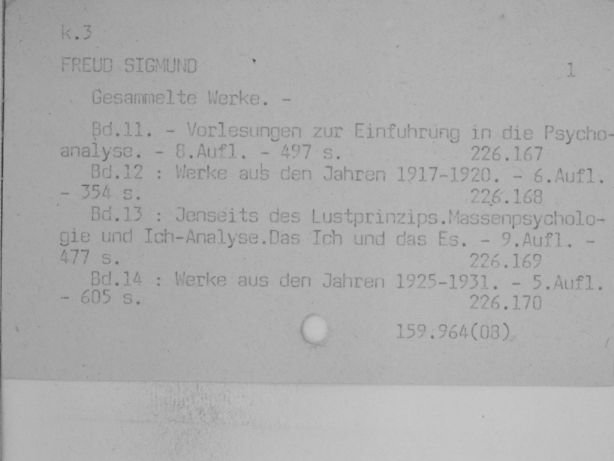 k.3
FREUD SIGMUND 1
Gesammelte Werke. -
Bd.11. - Vorlesungen zur Einfuhrung in die Psycho-
analyse. - 8.Aufl. - 497 s. 226.167
Bd.12 : Werke aus den Jahren 1917-1920. - 6.Aufl.
- 354 s. 226.168
Bd.13 : Jenseits des Lustprinzips.Massenpsycholo-
gie und Ich-Analyse.Das Ich und das Es. - 9.Aufl. -
477 s. 226.169
Bd.14 : Werke aus den Jahren 1925-1931. - 5.Aufl.
- 605 s. 226.170
159.964(08)